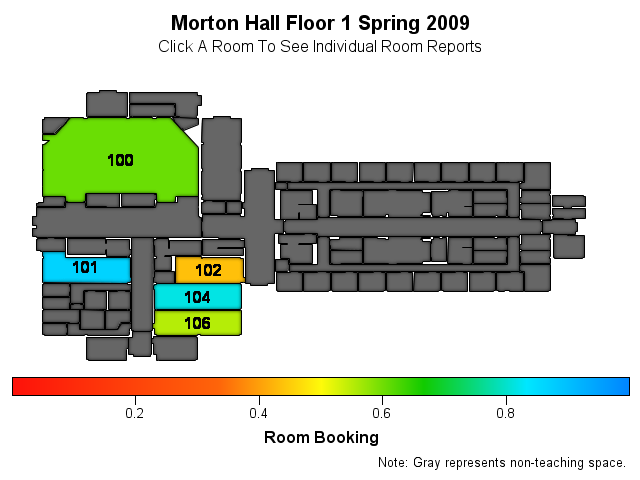 Morton Hall Floor 1 Spring 2009
Click A Room To See Individual Room Reports
100
101
102
104
106
0.2 0.4 0.6 0.8
Room Booking
Note: Gray represents non-teaching space.